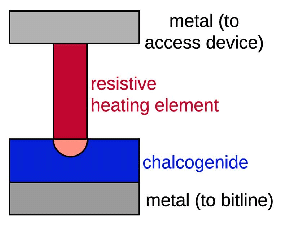 metal (to
access device)
resistive
heating element
chalcogenide
metal (to bitline)